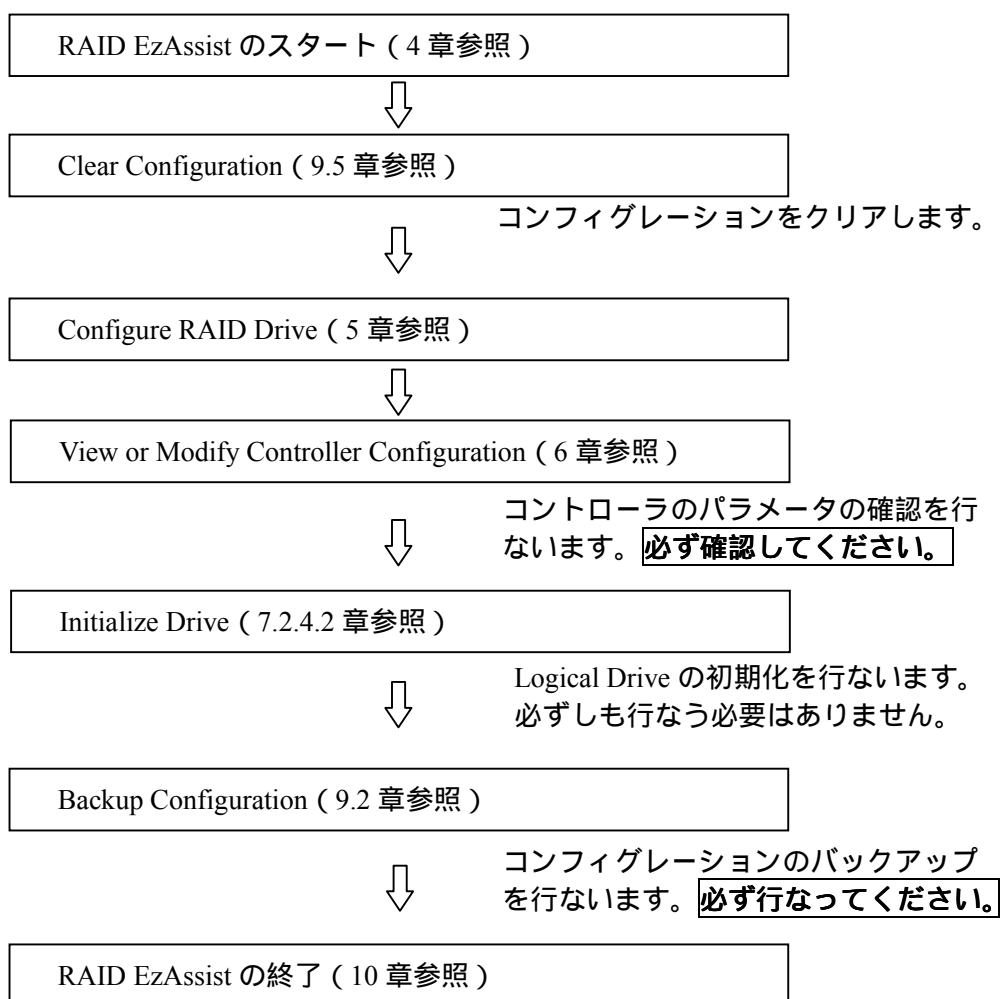 RAID EzAssist のスタート（4 章参照）
Clear Configuration（9.5 章参照）
コンフィグレーションをクリアします。
Configure RAID Drive（5 章参照）
View or Modify Controller Configuration（6 章参照）
コントローラのパラメータの確認を行
ないます。必ず確認してください。
Initialize Drive（7.2.4.2 章参照）
Logical Drive の初期化を行ないます。
必ずしも行なう必要はありません。
Backup Configuration（9.2 章参照）
コンフィグレーションのバックアップ
を行ないます。必ず行なってください。
RAID EzAssist の終了（10 章参照）